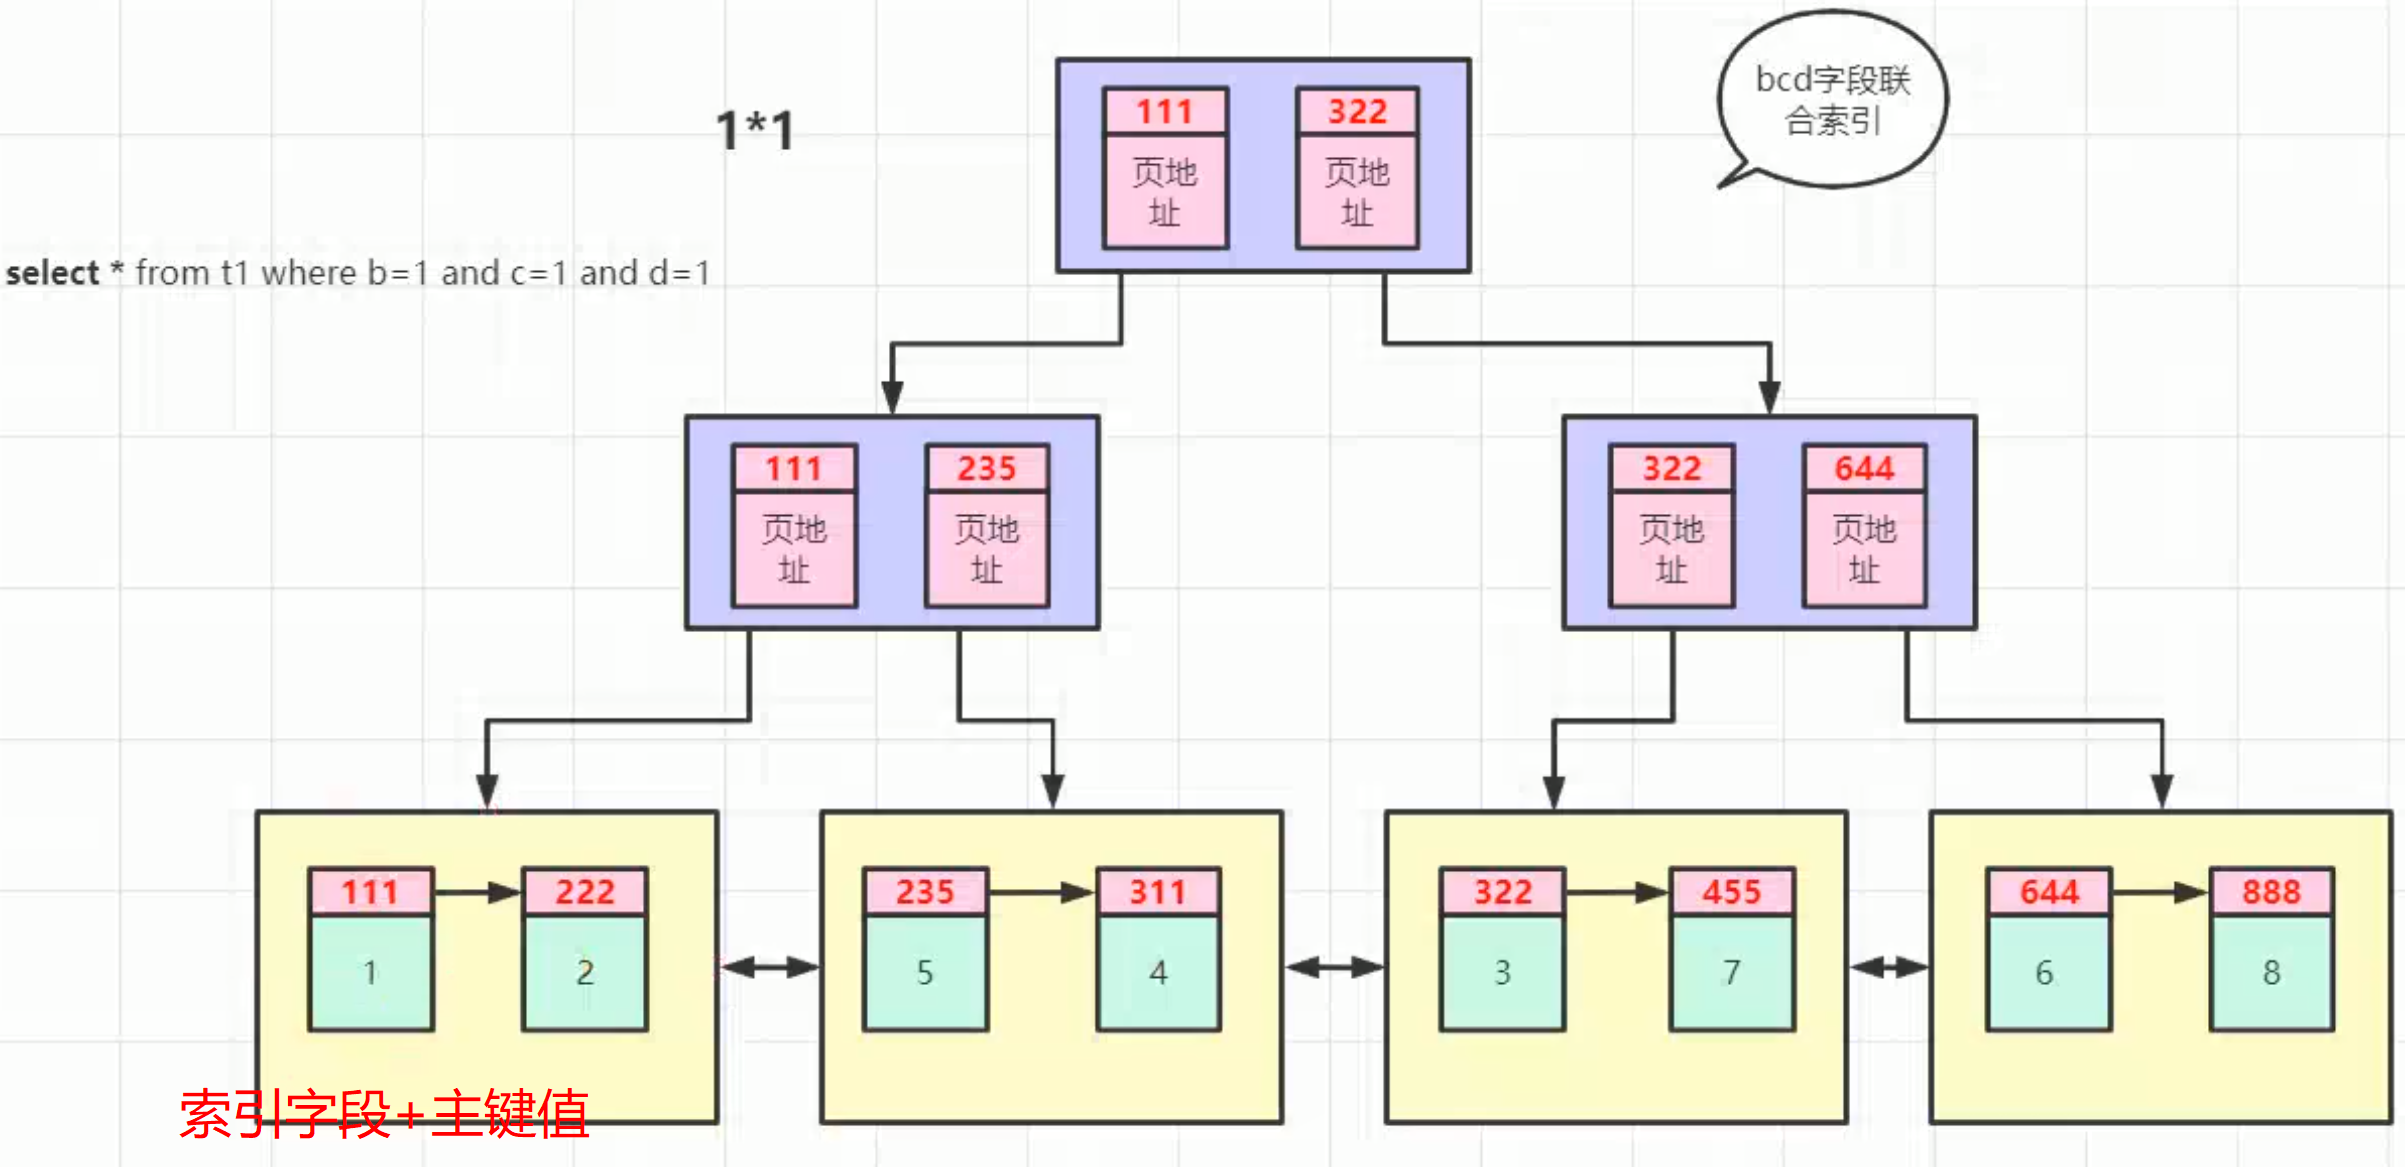 bcd字段联
合索引
1*1
111
322
页地
址
页地
址
select * from t1 where b=1 and c=1 and d=1
111
235
322
644
页地
址
页地
址
页地
址
页地
址
111
222
235
311
322
455
644
888
1
2
5
4
3
7
6
8
索引字段+主键值